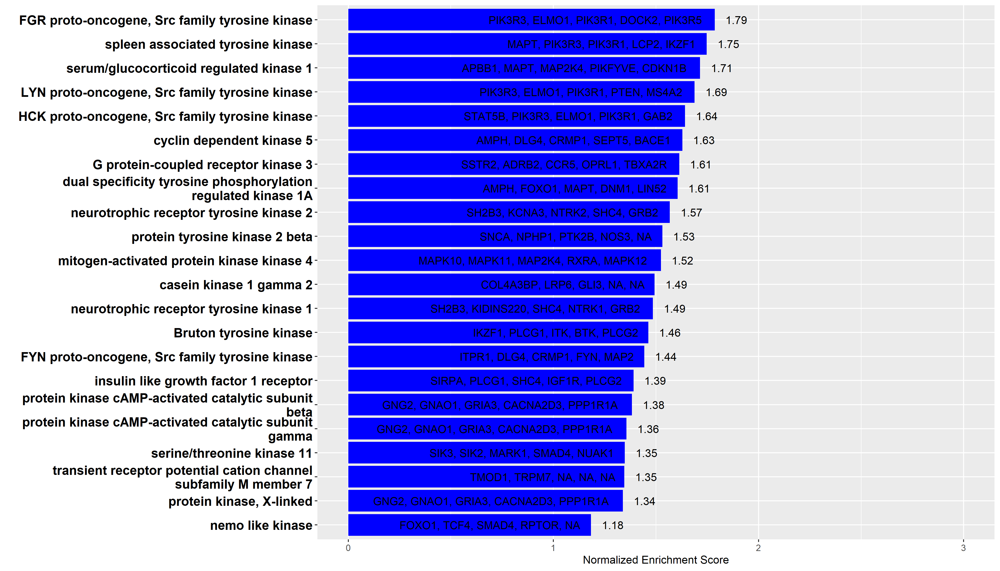 FGR proto-oncogene, Src family tyrosine kinase PIK3R3, ELMO1, PIK3R1, DOCK2, PIK3R5 1.79
spleen associated tyrosine kinase MAPT, PIK3R3, PIK3R1, LCP2, IKZF1 1.75
serum/glucocorticoid regulated kinase 1 APBB1, MAPT, MAP2K4, PIKFYVE, CDKN1B 1.71
LYN proto-oncogene, Src family tyrosine kinase PIK3R3, ELMO1, PIK3R1, PTEN, MS4A2 1.69
HCK proto-oncogene, Src family tyrosine kinase STAT5B, PIK3R3, ELMO1, PIK3R1, GAB2 1.64
cyclin dependent kinase 5 AMPH, DLG4, CRMP1, SEPT5, BACE1 1.63
G protein-coupled receptor kinase 3 SSTR2, ADRB2, CCR5, OPRL1, TBXA2R 1.61
dual specificity tyrosine phosphorylation
regulated kinase 1A AMPH, FOXO1, MAPT, DNM1, LIN52 1.61
neurotrophic receptor tyrosine kinase 2 SH2B3, KCNA3, NTRK2, SHC4, GRB2 1.57
protein tyrosine kinase 2 beta SNCA, NPHP1, PTK2B, NOS3, NA 1.53
mitogen-activated protein kinase kinase 4 MAPK10, MAPK11, MAP2K4, RXRA, MAPK12 1.52
casein kinase 1 gamma 2 COL4A3BP, LRP6, GLI3, NA, NA 1.49
neurotrophic receptor tyrosine kinase 1 SH2B3, KIDINS220, SHC4, NTRK1, GRB2 1.49
Bruton tyrosine kinase IKZF1, PLCG1, ITK, BTK, PLCG2 1.46
FYN proto-oncogene, Src family tyrosine kinase ITPR1, DLG4, CRMP1, FYN, MAP2 1.44
insulin like growth factor 1 receptor SIRPA, PLCG1, SHC4, IGF1R, PLCG2 1.39
protein kinase cAMP-activated catalytic subunit
beta GNG2, GNAO1, GRIA3, CACNA2D3, PPP1R1A 1.38
protein kinase cAMP-activated catalytic subunit
gamma GNG2, GNAO1, GRIA3, CACNA2D3, PPP1R1A 1.36
serine/threonine kinase 11 SIK3, SIK2, MARK1, SMAD4, NUAK1 1.35
transient receptor potential cation channel
subfamily M member 7 TMOD1, TRPM7, NA, NA, NA 1.35
protein kinase, X-linked GNG2, GNAO1, GRIA3, CACNA2D3, PPP1R1A 1.34
nemo like kinase FOXO1, TCF4, SMAD4, RPTOR, NA 1.18
0 1 2 3
Normalized Enrichment Score